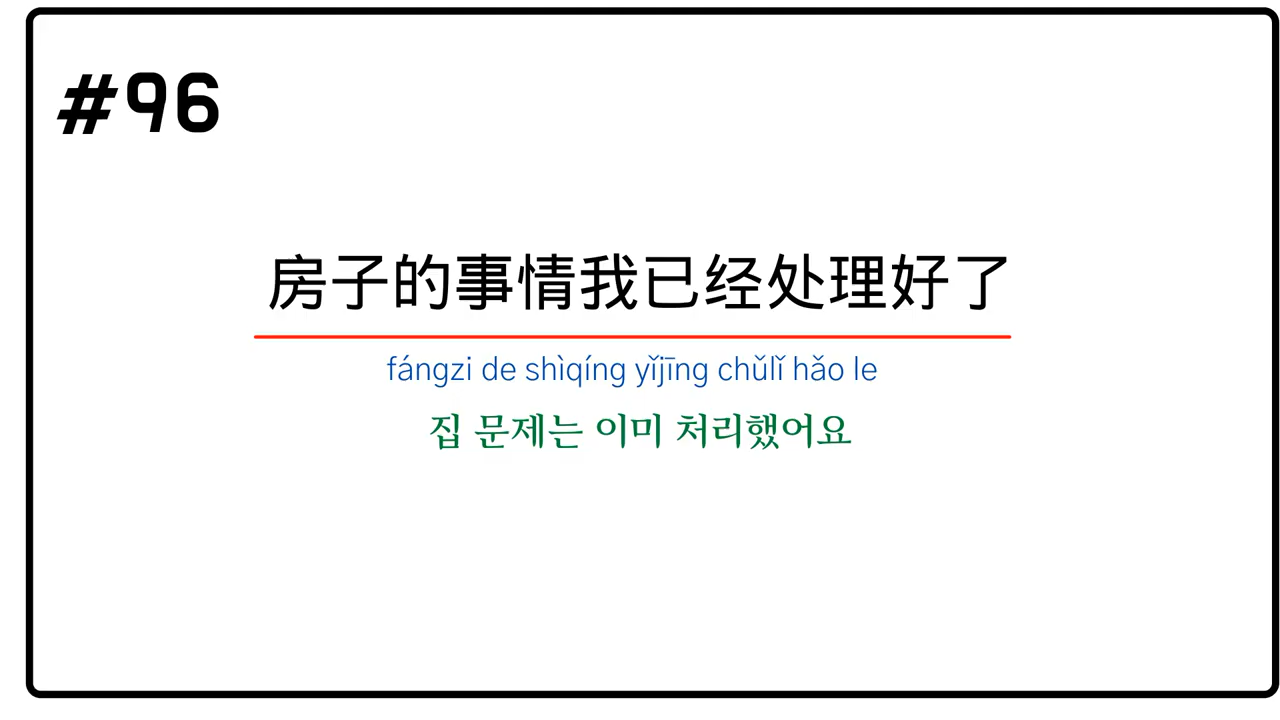 #96
房子的事情我已经处理好了
fángzi de shìqíng yǐjīng chǔlǐ hǎo le
집 문제는 이미 처리했어요